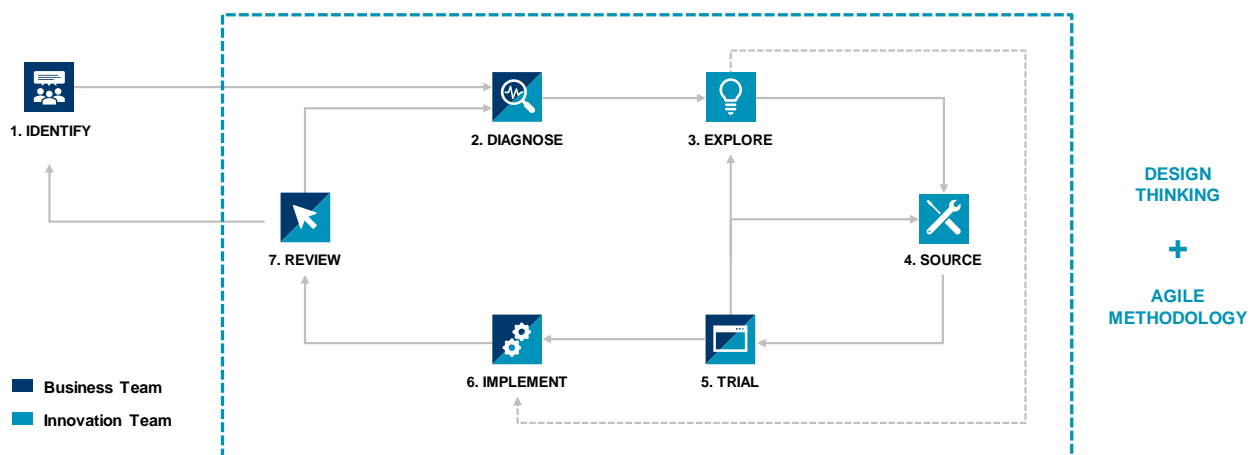 1. IDENTIFY
2. DIAGNOSE
3. EXPLORE
DESIGN
THINKING
+
AGILE
METHODOLOGY
7. REVIEW
4. SOURCE
6. IMPLEMENT
5. TRIAL
Business Team
Innovation Team